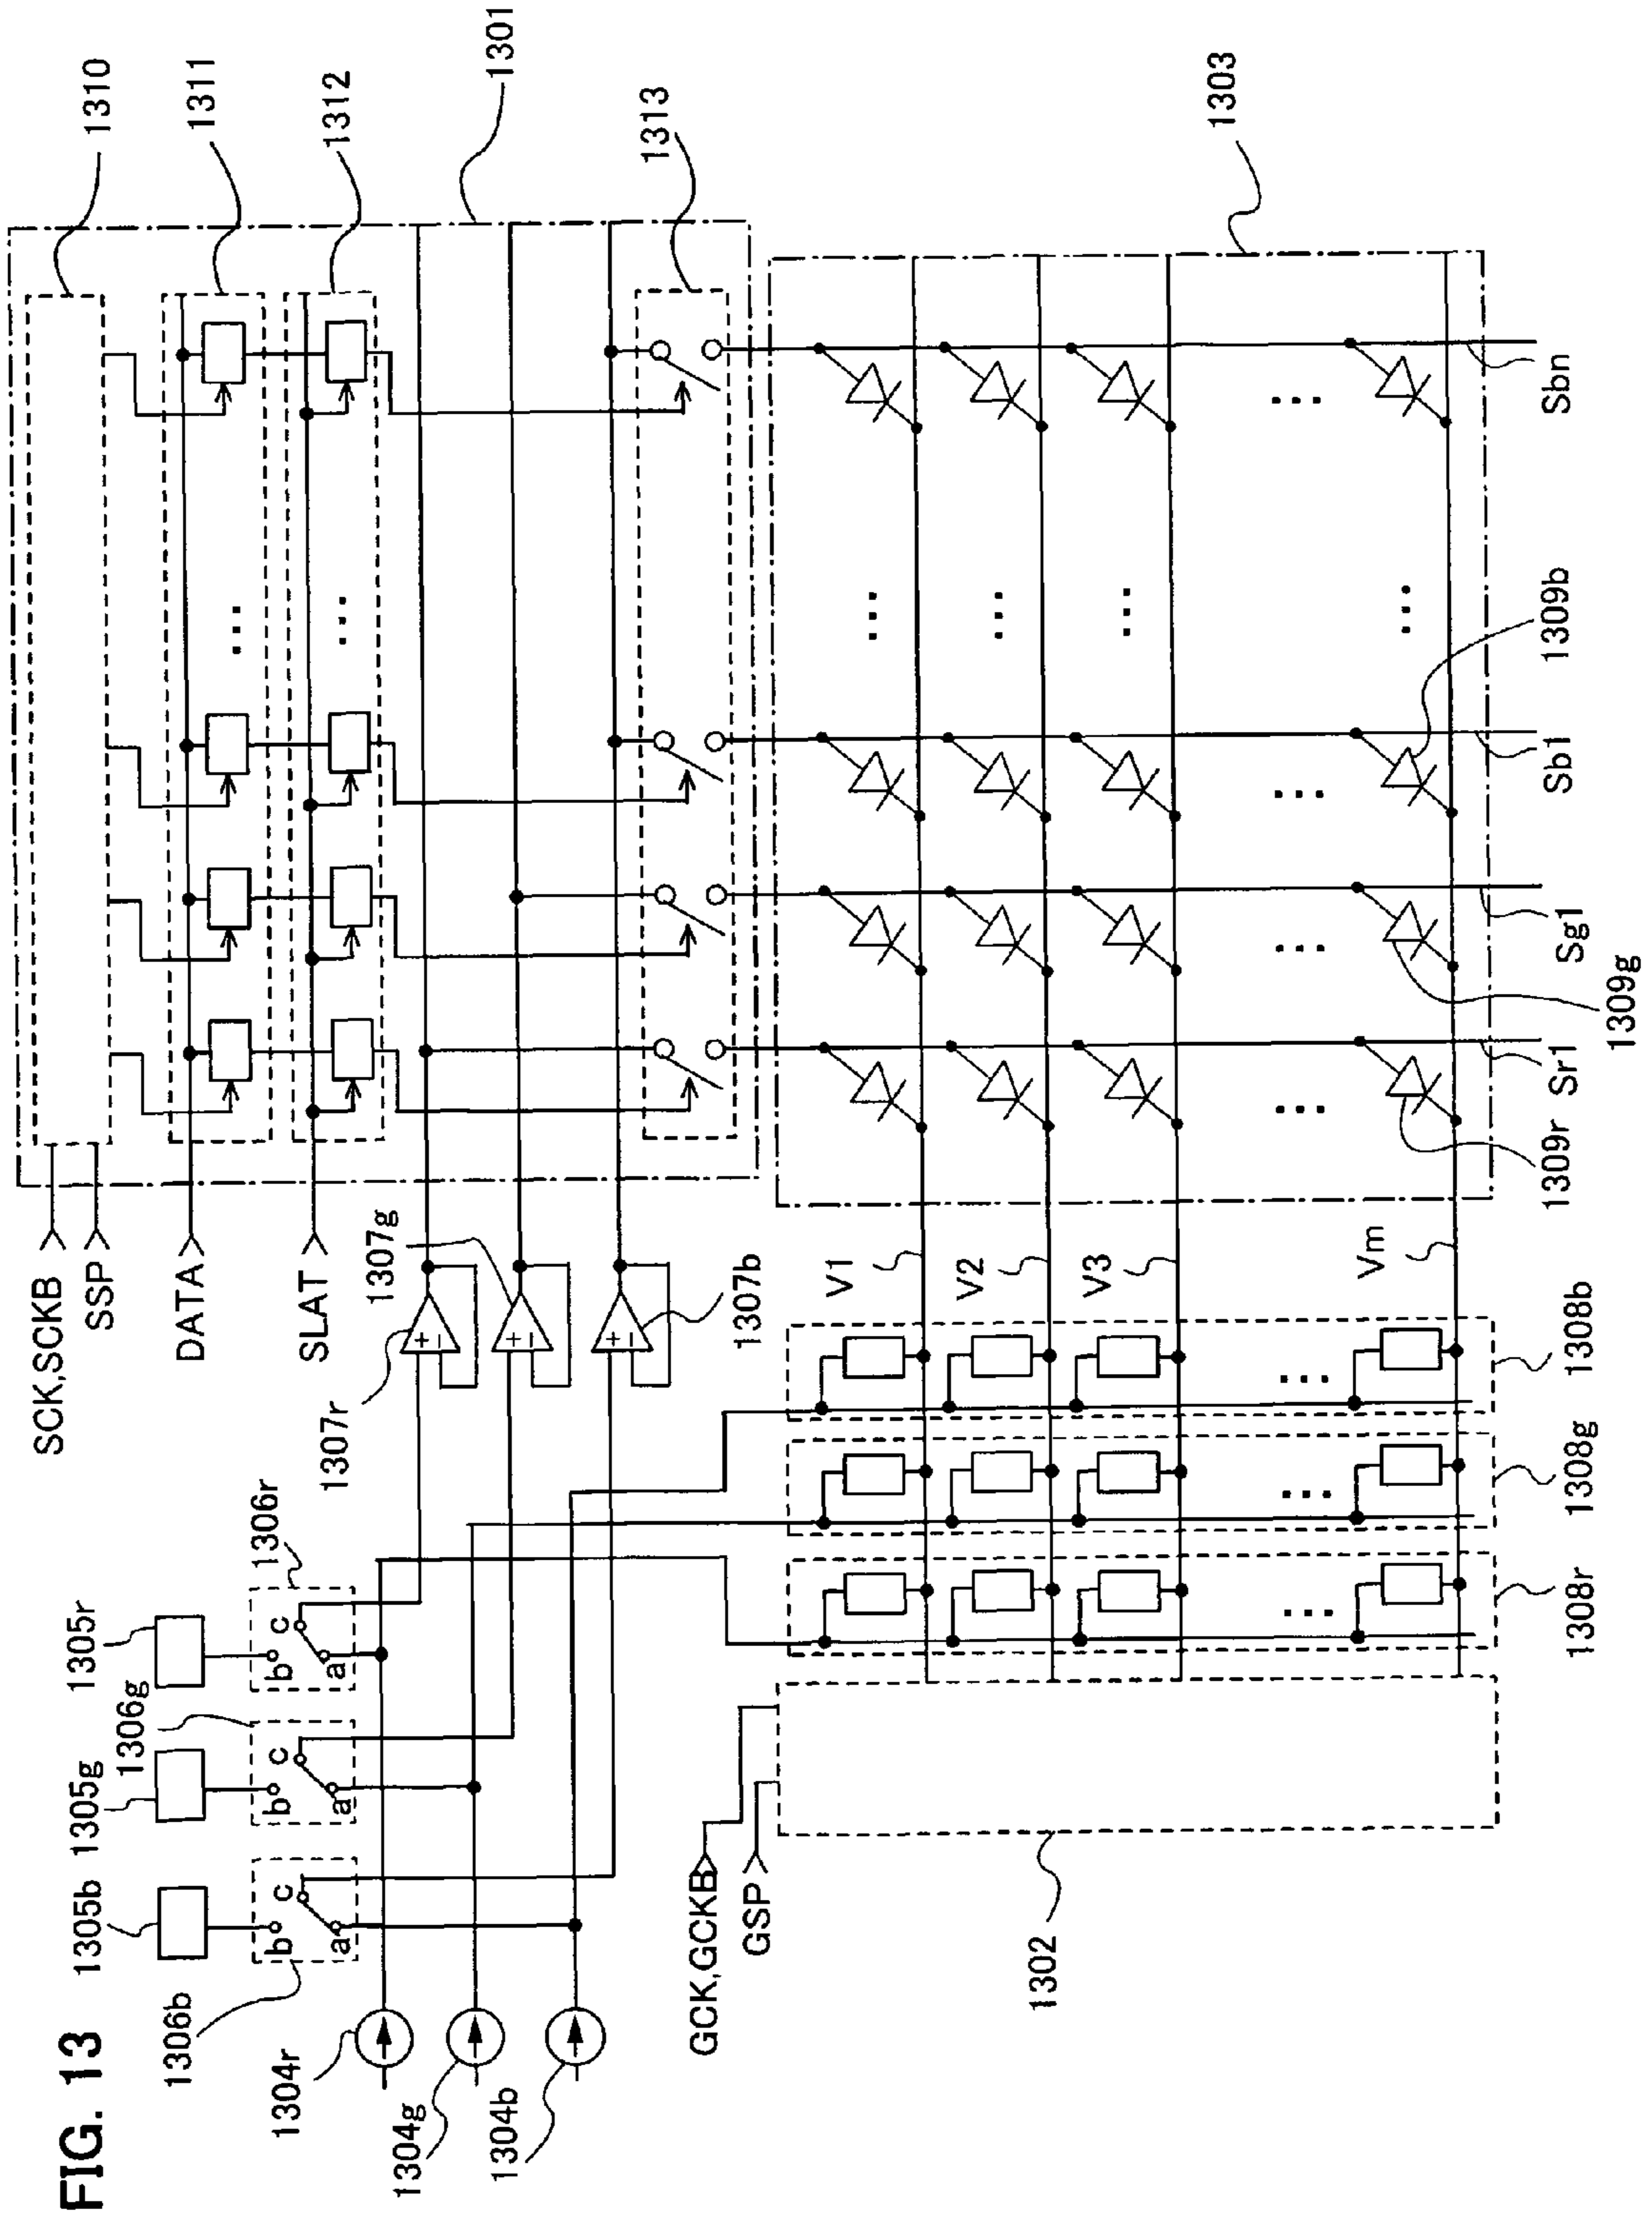 FIG. 13
1304r
1304g
1304b
1305b
1305g
1305r
1306b
1306g
1306r
b
c
a
b
c
a
b
c
a
SCK,SCKB
SSP
DATA
SLAT
1307r
1307g
1307b
+
−
+
−
+
−
1310
1311
1312
1301
1313
1303
...
...
GCK,GCKB
GSP
1302
V1
V2
V3
Vm
...
...
...
...
...
...
...
...
...
...
...
1308r
1308g
1308b
1309r
1309g
1309b
Sr1
Sg1
Sb1
Sbn